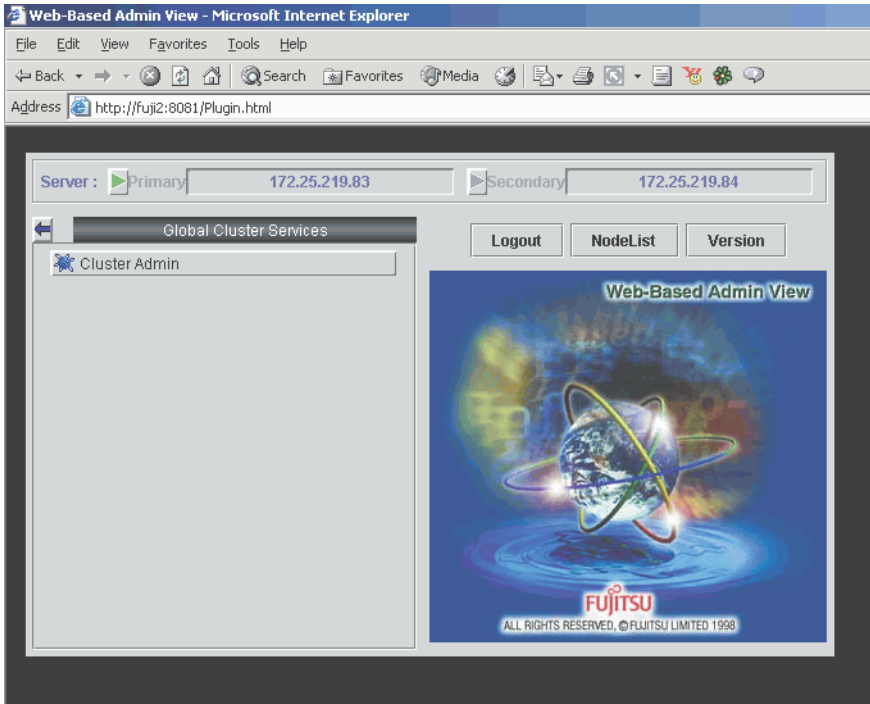 Web-Based Admin View - Microsoft Internet Explorer
File Edit View Favorites Tools Help
Back Search Favorites Media
Address http://fuji2:8081/Plugin.html
Server : Primary 172.25.219.83 Secondary 172.25.219.84
Global Cluster Services
Logout NodeList Version
Cluster Admin
Web-Based Admin View
FUJITSU
ALL RIGHTS RESERVED, © FUJITSU LIMITED 1998